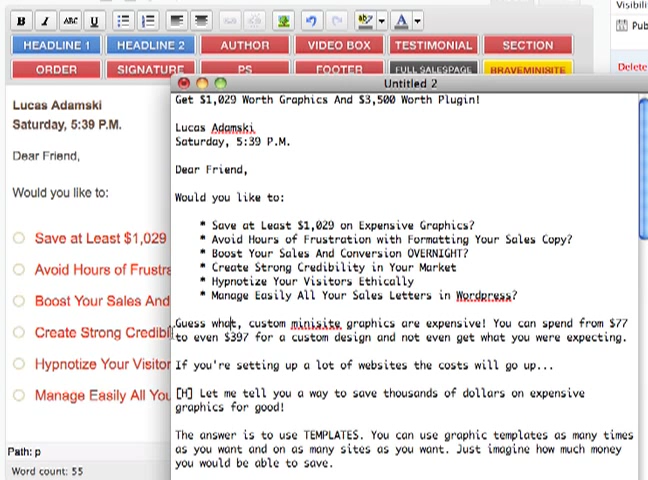 Visibili
B I ABC U
Pub
HEADLINE 1 HEADLINE 2 AUTHOR VIDEO BOX TESTIMONIAL SECTION
ORDER SIGNATURE PS FOOTER FULL SALESPAGE BRAVEMINISITE
Delete
Untitled 2
Get $1,029 Worth Graphics And $3,500 Worth Plugin!
Lucas Adamski
Saturday, 5:39 P.M.
Dear Friend,
Would you like to:
* Save at Least $1,029 on Expensive Graphics?
* Avoid Hours of Frustration with Formatting Your Sales Copy?
* Boost Your Sales And Conversion OVERNIGHT?
* Create Strong Credibility in Your Market
* Hypnotize Your Visitors Ethically
* Manage Easily All Your Sales Letters in Wordpress?
Guess what, custom minisite graphics are expensive! You can spend from $77
to even $397 for a custom design and not even get what you were expecting.
If you're setting up a lot of websites the costs will go up...
[H] Let me tell you a way to save thousands of dollars on expensive
graphics for good!
The answer is to use TEMPLATES. You can use graphic templates as many times
as you want and on as many sites as you want. Just imagine how much money
you would be able to save.
Lucas Adamski
Saturday, 5:39 P.M.
Dear Friend,
Would you like to:
Save at Least $1,029
Avoid Hours of Frustra
Boost Your Sales And
Create Strong Credibi
Hypnotize Your Visitor
Manage Easily All You
Path: p
Word count: 55